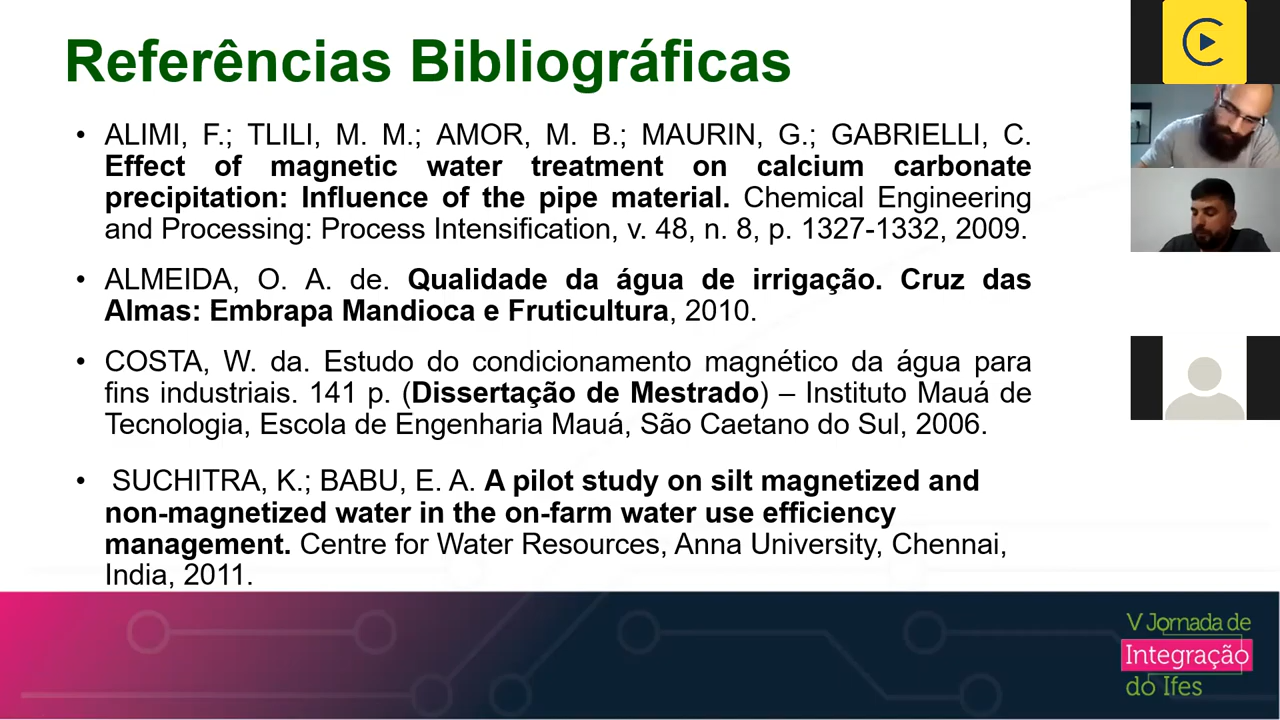 Referências Bibliográficas
• ALIMI, F.; TLILI, M. M.; AMOR, M. B.; MAURIN, G.; GABRIELLI, C.
Effect of magnetic water treatment on calcium carbonate
precipitation: Influence of the pipe material. Chemical Engineering
and Processing: Process Intensification, v. 48, n. 8, p. 1327-1332, 2009.
• ALMEIDA, O. A. de. Qualidade da água de irrigação. Cruz das
Almas: Embrapa Mandioca e Fruticultura, 2010.
• COSTA, W. da. Estudo do condicionamento magnético da água para
fins industriais. 141 p. (Dissertação de Mestrado) – Instituto Mauá de
Tecnologia, Escola de Engenharia Mauá, São Caetano do Sul, 2006.
• SUCHITRA, K.; BABU, E. A. A pilot study on silt magnetized and
non-magnetized water in the on-farm water use efficiency
management. Centre for Water Resources, Anna University, Chennai,
India, 2011.
V Jornada de
Integração
do Ifes